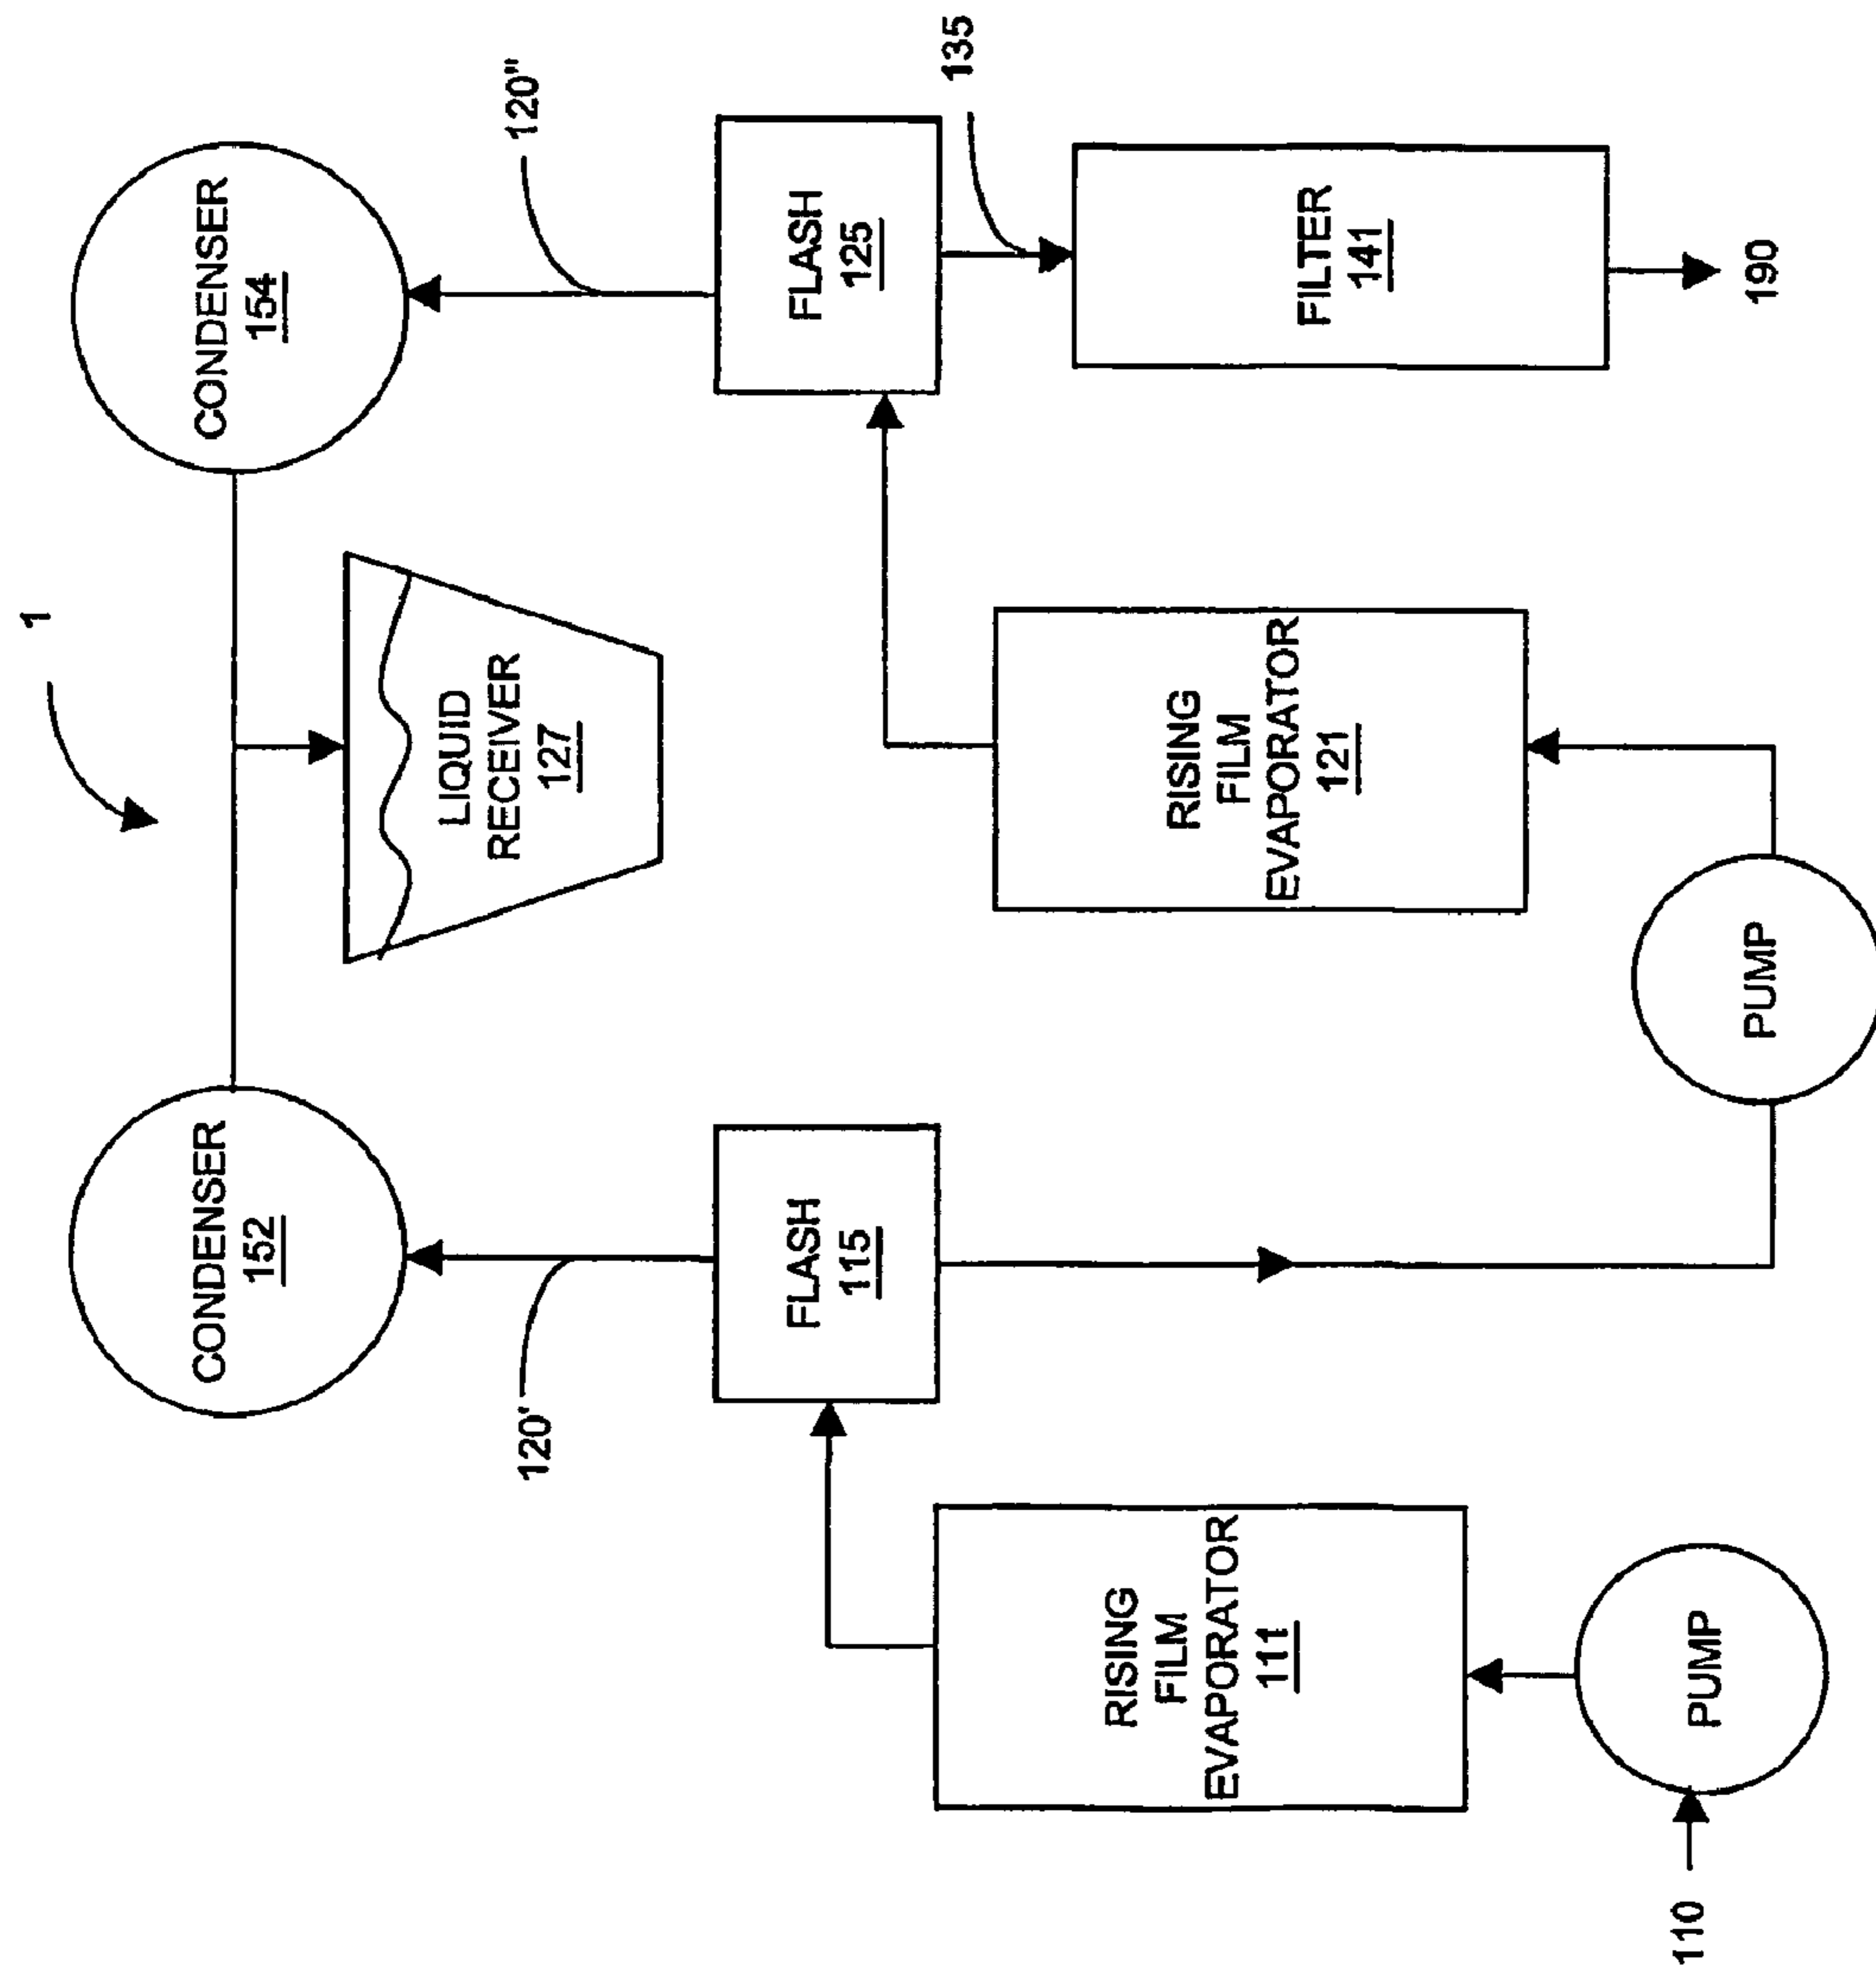 1
CONDENSER
152
CONDENSER
154
120'
120"
LIQUID
RECEIVER
127
FLASH
115
FLASH
125
135
RISING
FILM
EVAPORATOR
111
RISING
FILM
EVAPORATOR
121
FILTER
141
110
PUMP
PUMP
190